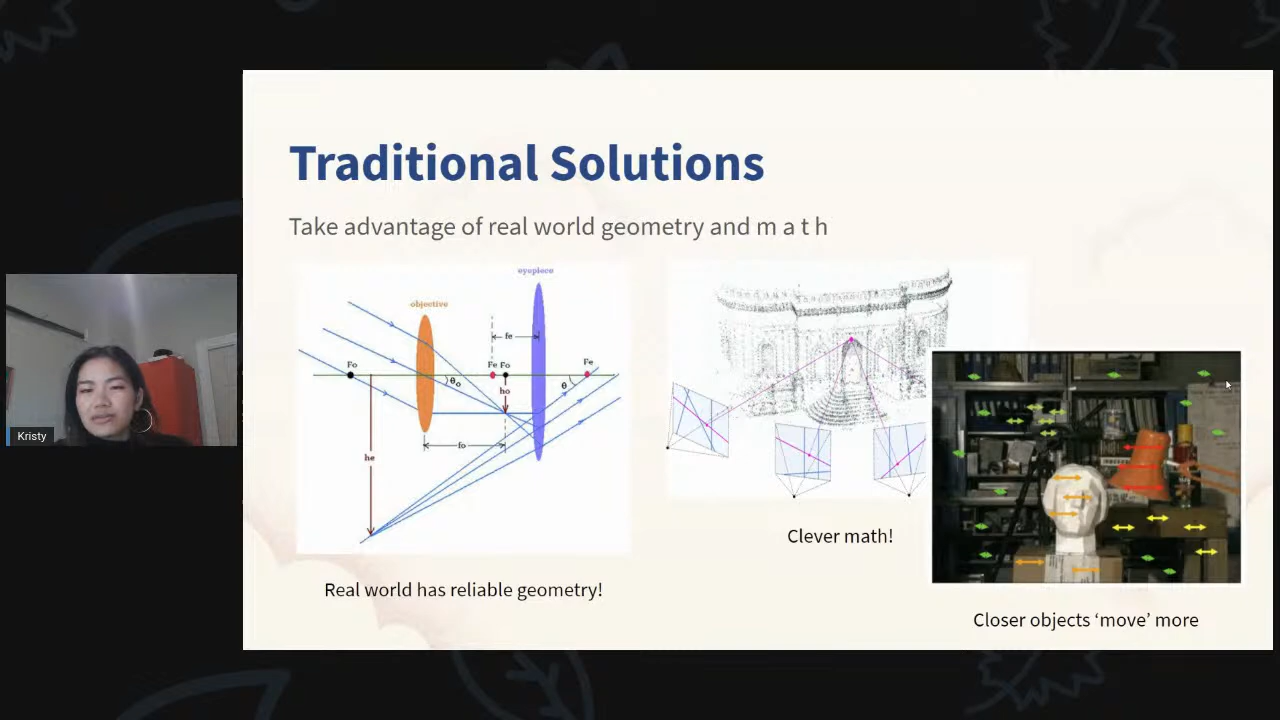 Traditional Solutions
Take advantage of real world geometry and m a t h
eyepiece
objective
fe
Fo
Fe Fo
Fe
θo
ho
θ
fo
he
Real world has reliable geometry!
Clever math!
Closer objects ‘move’ more
Kristy